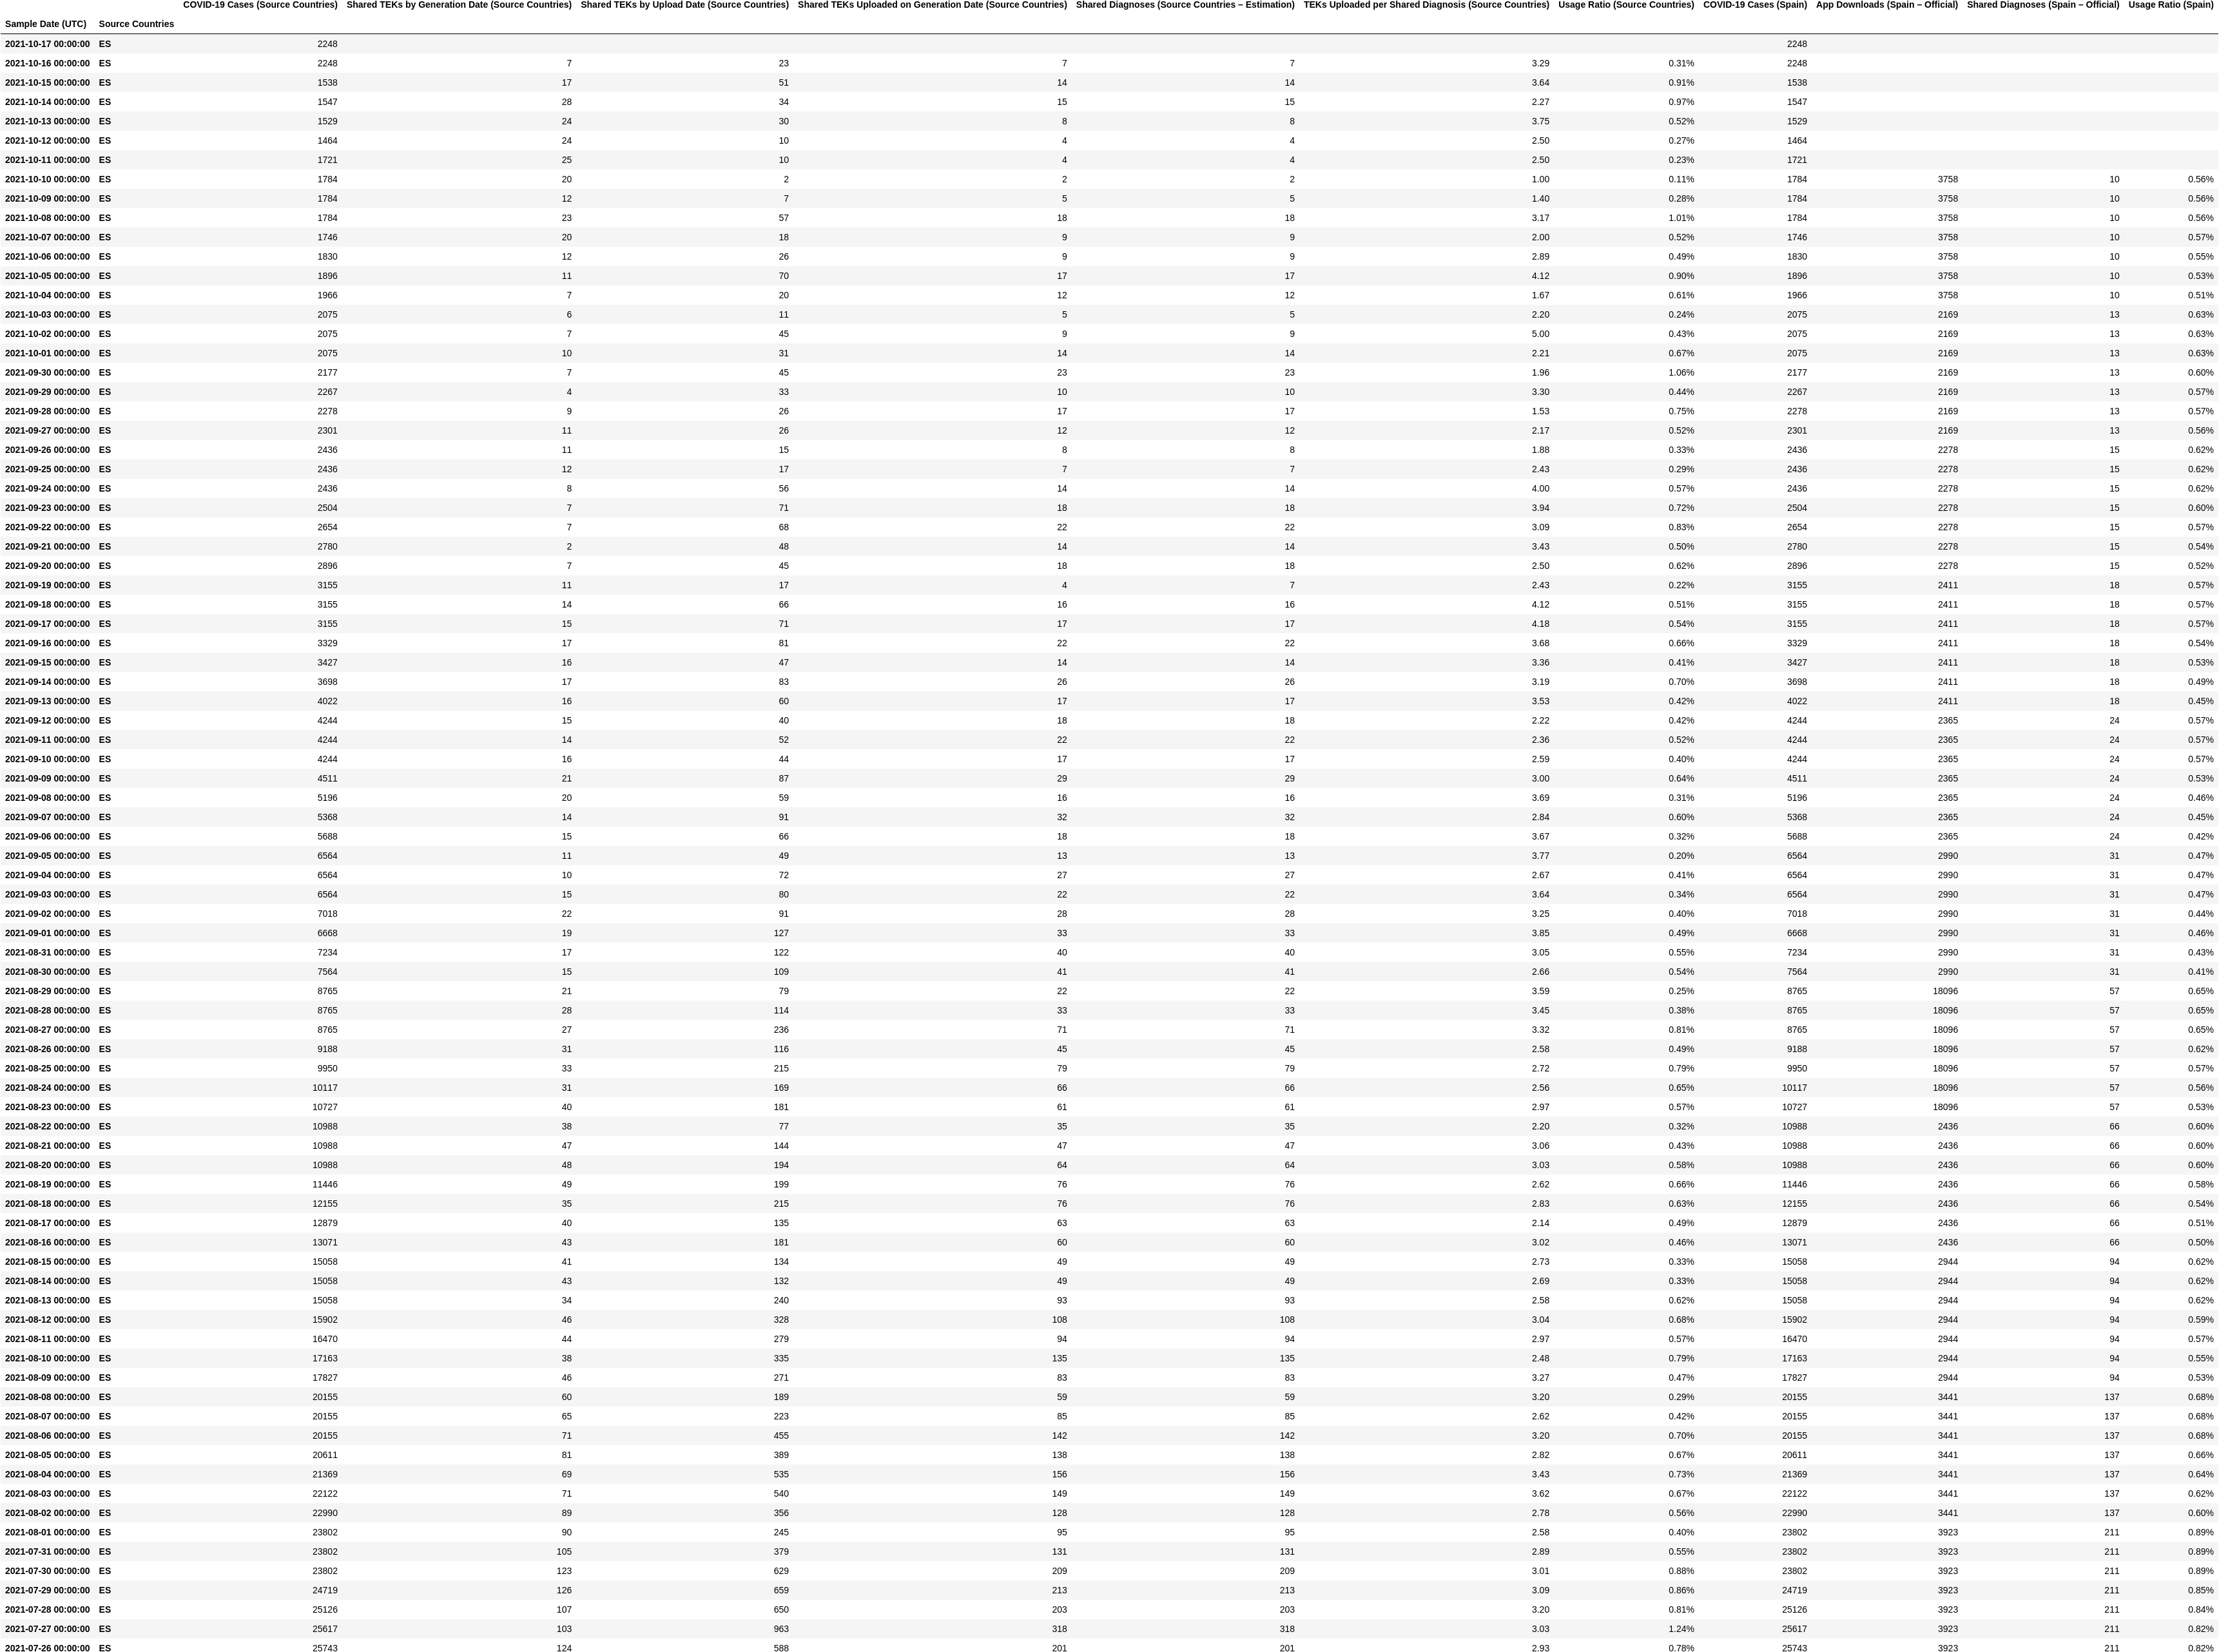 COVID-19 Cases (Source Countries) Shared TEKs by Generation Date (Source Countries) Shared TEKs by Upload Date (Source Countries) Shared TEKs Uploaded on Generation Date (Source Countries) Shared Diagnoses (Source Countries – Estimation) TEKs Uploaded per Shared Diagnosis (Source Countries) Usage Ratio (Source Countries) COVID-19 Cases (Spain) App Downloads (Spain – Official) Shared Diagnoses (Spain – Official) Usage Ratio (Spain)
Sample Date (UTC) Source Countries
2021-10-17 00:00:00 ES 2248 2248
2021-10-16 00:00:00 ES 2248 7 23 7 7 3.29 0.31% 2248
2021-10-15 00:00:00 ES 1538 17 51 14 14 3.64 0.91% 1538
2021-10-14 00:00:00 ES 1547 28 34 15 15 2.27 0.97% 1547
2021-10-13 00:00:00 ES 1529 24 30 8 8 3.75 0.52% 1529
2021-10-12 00:00:00 ES 1464 24 10 4 4 2.50 0.27% 1464
2021-10-11 00:00:00 ES 1721 25 10 4 4 2.50 0.23% 1721
2021-10-10 00:00:00 ES 1784 20 2 2 2 1.00 0.11% 1784 3758 10 0.56%
2021-10-09 00:00:00 ES 1784 12 7 5 5 1.40 0.28% 1784 3758 10 0.56%
2021-10-08 00:00:00 ES 1784 23 57 18 18 3.17 1.01% 1784 3758 10 0.56%
2021-10-07 00:00:00 ES 1746 20 18 9 9 2.00 0.52% 1746 3758 10 0.57%
2021-10-06 00:00:00 ES 1830 12 26 9 9 2.89 0.49% 1830 3758 10 0.55%
2021-10-05 00:00:00 ES 1896 11 70 17 17 4.12 0.90% 1896 3758 10 0.53%
2021-10-04 00:00:00 ES 1966 7 20 12 12 1.67 0.61% 1966 3758 10 0.51%
2021-10-03 00:00:00 ES 2075 6 11 5 5 2.20 0.24% 2075 2169 13 0.63%
2021-10-02 00:00:00 ES 2075 7 45 9 9 5.00 0.43% 2075 2169 13 0.63%
2021-10-01 00:00:00 ES 2075 10 31 14 14 2.21 0.67% 2075 2169 13 0.63%
2021-09-30 00:00:00 ES 2177 7 45 23 23 1.96 1.06% 2177 2169 13 0.60%
2021-09-29 00:00:00 ES 2267 4 33 10 10 3.30 0.44% 2267 2169 13 0.57%
2021-09-28 00:00:00 ES 2278 9 26 17 17 1.53 0.75% 2278 2169 13 0.57%
2021-09-27 00:00:00 ES 2301 11 26 12 12 2.17 0.52% 2301 2169 13 0.56%
2021-09-26 00:00:00 ES 2436 11 15 8 8 1.88 0.33% 2436 2278 15 0.62%
2021-09-25 00:00:00 ES 2436 12 17 7 7 2.43 0.29% 2436 2278 15 0.62%
2021-09-24 00:00:00 ES 2436 8 56 14 14 4.00 0.57% 2436 2278 15 0.62%
2021-09-23 00:00:00 ES 2504 7 71 18 18 3.94 0.72% 2504 2278 15 0.60%
2021-09-22 00:00:00 ES 2654 7 68 22 22 3.09 0.83% 2654 2278 15 0.57%
2021-09-21 00:00:00 ES 2780 2 48 14 14 3.43 0.50% 2780 2278 15 0.54%
2021-09-20 00:00:00 ES 2896 7 45 18 18 2.50 0.62% 2896 2278 15 0.52%
2021-09-19 00:00:00 ES 3155 11 17 4 7 2.43 0.22% 3155 2411 18 0.57%
2021-09-18 00:00:00 ES 3155 14 66 16 16 4.12 0.51% 3155 2411 18 0.57%
2021-09-17 00:00:00 ES 3155 15 71 17 17 4.18 0.54% 3155 2411 18 0.57%
2021-09-16 00:00:00 ES 3329 17 81 22 22 3.68 0.66% 3329 2411 18 0.54%
2021-09-15 00:00:00 ES 3427 16 47 14 14 3.36 0.41% 3427 2411 18 0.53%
2021-09-14 00:00:00 ES 3698 17 83 26 26 3.19 0.70% 3698 2411 18 0.49%
2021-09-13 00:00:00 ES 4022 16 60 17 17 3.53 0.42% 4022 2411 18 0.45%
2021-09-12 00:00:00 ES 4244 15 40 18 18 2.22 0.42% 4244 2365 24 0.57%
2021-09-11 00:00:00 ES 4244 14 52 22 22 2.36 0.52% 4244 2365 24 0.57%
2021-09-10 00:00:00 ES 4244 16 44 17 17 2.59 0.40% 4244 2365 24 0.57%
2021-09-09 00:00:00 ES 4511 21 87 29 29 3.00 0.64% 4511 2365 24 0.53%
2021-09-08 00:00:00 ES 5196 20 59 16 16 3.69 0.31% 5196 2365 24 0.46%
2021-09-07 00:00:00 ES 5368 14 91 32 32 2.84 0.60% 5368 2365 24 0.45%
2021-09-06 00:00:00 ES 5688 15 66 18 18 3.67 0.32% 5688 2365 24 0.42%
2021-09-05 00:00:00 ES 6564 11 49 13 13 3.77 0.20% 6564 2990 31 0.47%
2021-09-04 00:00:00 ES 6564 10 72 27 27 2.67 0.41% 6564 2990 31 0.47%
2021-09-03 00:00:00 ES 6564 15 80 22 22 3.64 0.34% 6564 2990 31 0.47%
2021-09-02 00:00:00 ES 7018 22 91 28 28 3.25 0.40% 7018 2990 31 0.44%
2021-09-01 00:00:00 ES 6668 19 127 33 33 3.85 0.49% 6668 2990 31 0.46%
2021-08-31 00:00:00 ES 7234 17 122 40 40 3.05 0.55% 7234 2990 31 0.43%
2021-08-30 00:00:00 ES 7564 15 109 41 41 2.66 0.54% 7564 2990 31 0.41%
2021-08-29 00:00:00 ES 8765 21 79 22 22 3.59 0.25% 8765 18096 57 0.65%
2021-08-28 00:00:00 ES 8765 28 114 33 33 3.45 0.38% 8765 18096 57 0.65%
2021-08-27 00:00:00 ES 8765 27 236 71 71 3.32 0.81% 8765 18096 57 0.65%
2021-08-26 00:00:00 ES 9188 31 116 45 45 2.58 0.49% 9188 18096 57 0.62%
2021-08-25 00:00:00 ES 9950 33 215 79 79 2.72 0.79% 9950 18096 57 0.57%
2021-08-24 00:00:00 ES 10117 31 169 66 66 2.56 0.65% 10117 18096 57 0.56%
2021-08-23 00:00:00 ES 10727 40 181 61 61 2.97 0.57% 10727 18096 57 0.53%
2021-08-22 00:00:00 ES 10988 38 77 35 35 2.20 0.32% 10988 2436 66 0.60%
2021-08-21 00:00:00 ES 10988 47 144 47 47 3.06 0.43% 10988 2436 66 0.60%
2021-08-20 00:00:00 ES 10988 48 194 64 64 3.03 0.58% 10988 2436 66 0.60%
2021-08-19 00:00:00 ES 11446 49 199 76 76 2.62 0.66% 11446 2436 66 0.58%
2021-08-18 00:00:00 ES 12155 35 215 76 76 2.83 0.63% 12155 2436 66 0.54%
2021-08-17 00:00:00 ES 12879 40 135 63 63 2.14 0.49% 12879 2436 66 0.51%
2021-08-16 00:00:00 ES 13071 43 181 60 60 3.02 0.46% 13071 2436 66 0.50%
2021-08-15 00:00:00 ES 15058 41 134 49 49 2.73 0.33% 15058 2944 94 0.62%
2021-08-14 00:00:00 ES 15058 43 132 49 49 2.69 0.33% 15058 2944 94 0.62%
2021-08-13 00:00:00 ES 15058 34 240 93 93 2.58 0.62% 15058 2944 94 0.62%
2021-08-12 00:00:00 ES 15902 46 328 108 108 3.04 0.68% 15902 2944 94 0.59%
2021-08-11 00:00:00 ES 16470 44 279 94 94 2.97 0.57% 16470 2944 94 0.57%
2021-08-10 00:00:00 ES 17163 38 335 135 135 2.48 0.79% 17163 2944 94 0.55%
2021-08-09 00:00:00 ES 17827 46 271 83 83 3.27 0.47% 17827 2944 94 0.53%
2021-08-08 00:00:00 ES 20155 60 189 59 59 3.20 0.29% 20155 3441 137 0.68%
2021-08-07 00:00:00 ES 20155 65 223 85 85 2.62 0.42% 20155 3441 137 0.68%
2021-08-06 00:00:00 ES 20155 71 455 142 142 3.20 0.70% 20155 3441 137 0.68%
2021-08-05 00:00:00 ES 20611 81 389 138 138 2.82 0.67% 20611 3441 137 0.66%
2021-08-04 00:00:00 ES 21369 69 535 156 156 3.43 0.73% 21369 3441 137 0.64%
2021-08-03 00:00:00 ES 22122 71 540 149 149 3.62 0.67% 22122 3441 137 0.62%
2021-08-02 00:00:00 ES 22990 89 356 128 128 2.78 0.56% 22990 3441 137 0.60%
2021-08-01 00:00:00 ES 23802 90 245 95 95 2.58 0.40% 23802 3923 211 0.89%
2021-07-31 00:00:00 ES 23802 105 379 131 131 2.89 0.55% 23802 3923 211 0.89%
2021-07-30 00:00:00 ES 23802 123 629 209 209 3.01 0.88% 23802 3923 211 0.89%
2021-07-29 00:00:00 ES 24719 126 659 213 213 3.09 0.86% 24719 3923 211 0.85%
2021-07-28 00:00:00 ES 25126 107 650 203 203 3.20 0.81% 25126 3923 211 0.84%
2021-07-27 00:00:00 ES 25617 103 963 318 318 3.03 1.24% 25617 3923 211 0.82%
2021-07-26 00:00:00 ES 25743 124 588 201 201 2.93 0.78% 25743 3923 211 0.82%